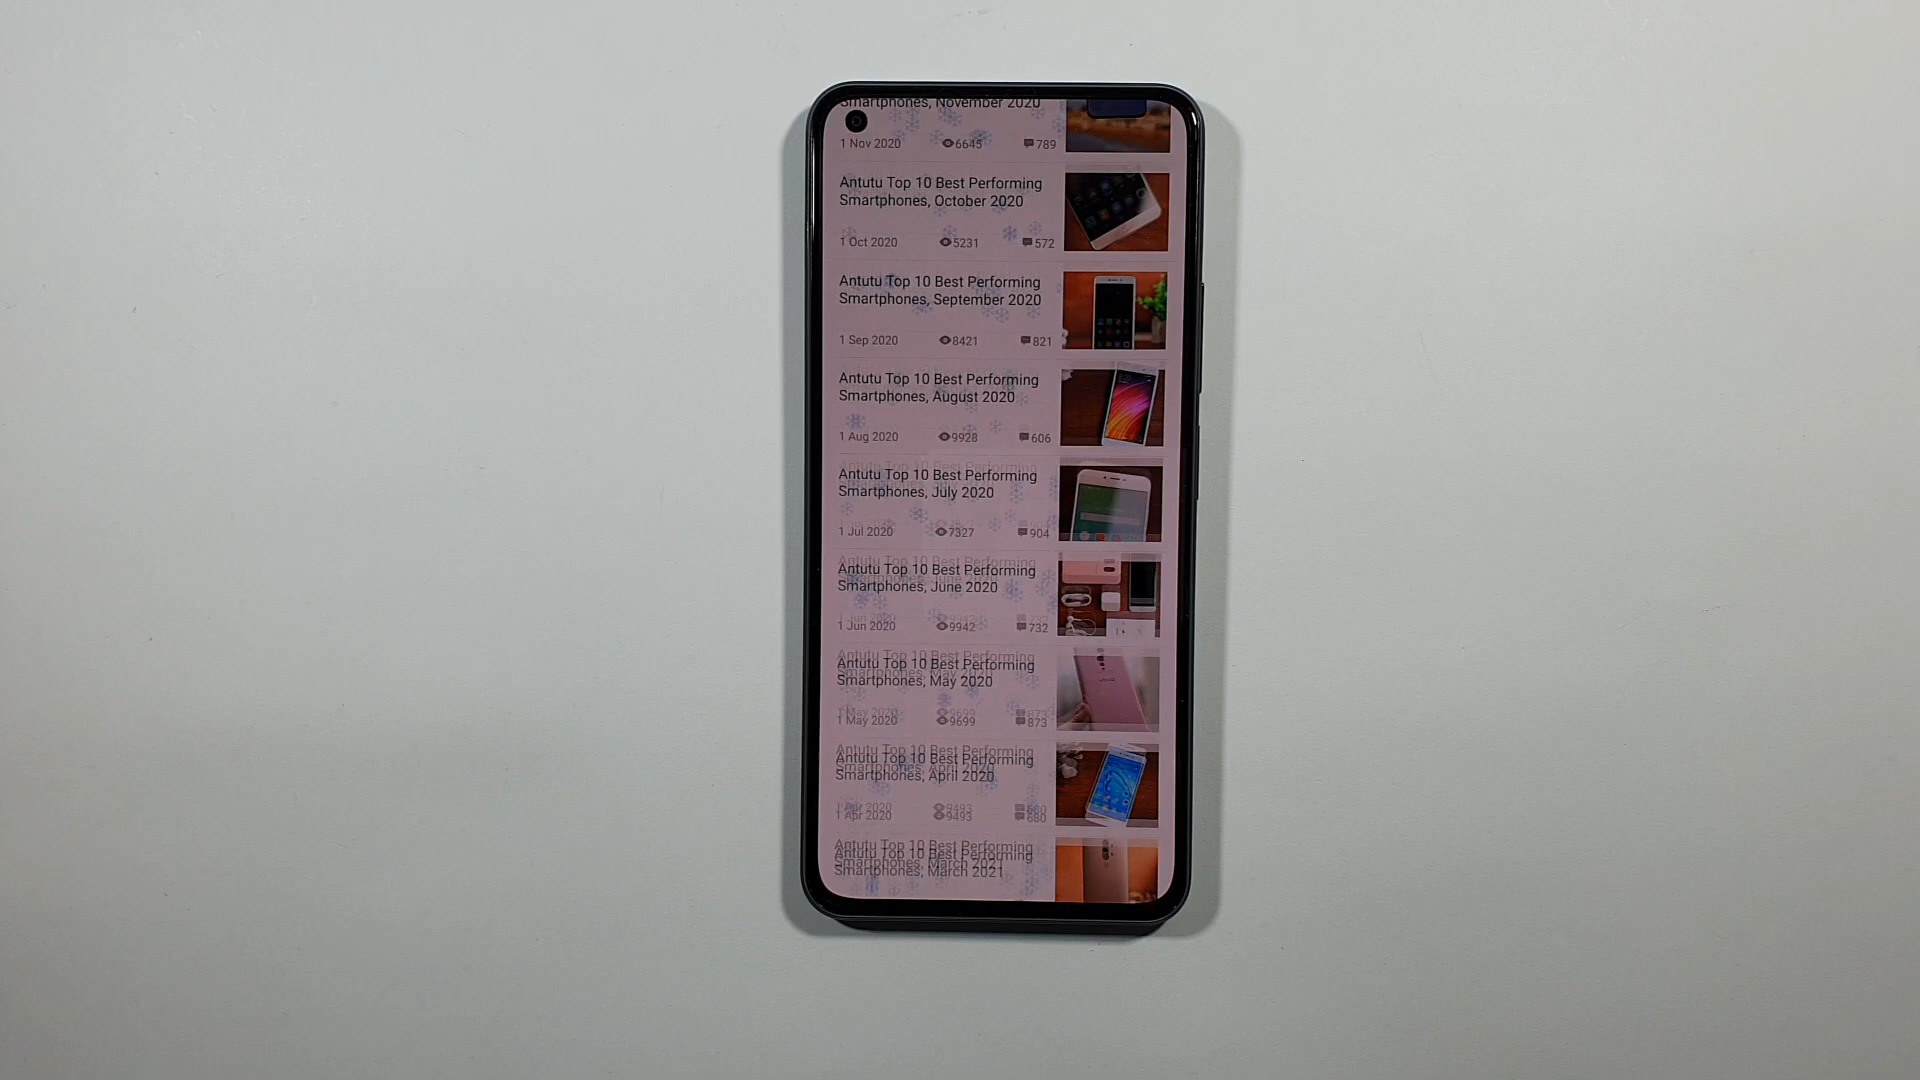 Smartphones, November 2020
1 Nov 2020 6645 789
Antutu Top 10 Best Performing
Smartphones, October 2020
1 Oct 2020 5231 572
Antutu Top 10 Best Performing
Smartphones, September 2020
1 Sep 2020 8421 821
Antutu Top 10 Best Performing
Smartphones, August 2020
1 Aug 2020 9928 606
Antutu Top 10 Best Performing
Smartphones, July 2020
1 Jul 2020 7327 904
Antutu Top 10 Best Performing
Smartphones, June 2020
1 Jun 2020 9942 732
Antutu Top 10 Best Performing
Smartphones, May 2020
1 May 2020 9699 873
Antutu Top 10 Best Performing
Smartphones, April 2020
1 Apr 2020 9493 680
Antutu Top 10 Best Performing
Smartphones, March 2021